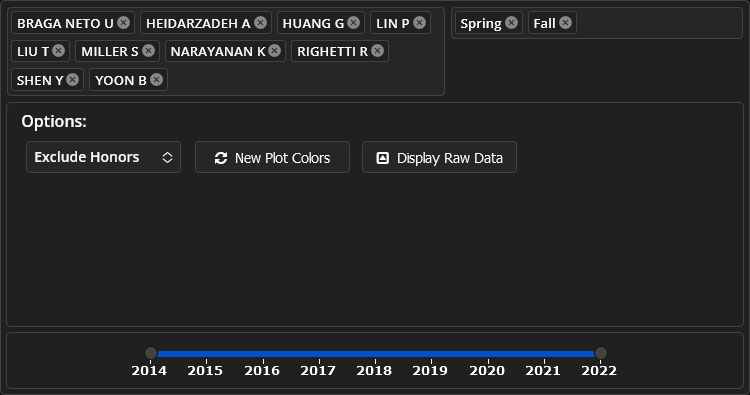 BRAGA NETO U HEIDARZADEH A HUANG G LIN P
LIU T MILLER S NARAYANAN K RIGHETTI R
SHEN Y YOON B
Spring Fall
Options:
Exclude Honors New Plot Colors Display Raw Data
2014 2015 2016 2017 2018 2019 2020 2021 2022